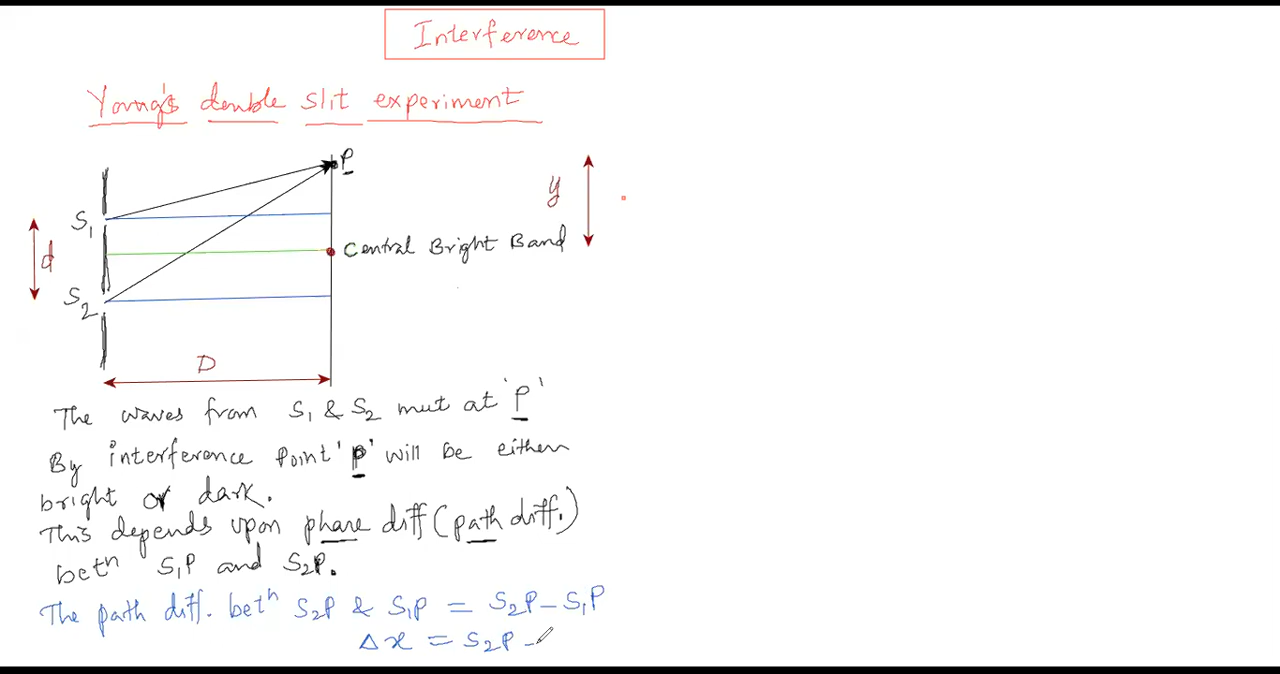 Interference
Young's double slit experiment
P
y
S1
d
Central Bright Band
S2
D
The waves from S1 & S2 meet at 'P'
By interference point 'P' will be either
bright or dark.
This depends upon phase diff (path diff.)
betn S1P and S2P.
The path diff. betn S2P & S1P = S2P - S1P
Δx = S2P -